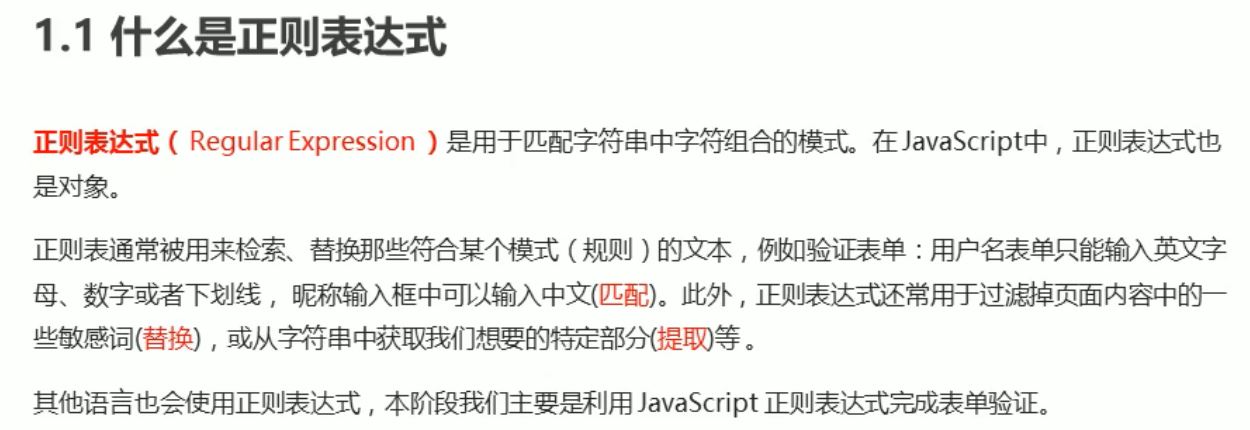 1.1 什么是正则表达式
正则表达式（ Regular Expression ）是用于匹配字符串中字符组合的模式。在 JavaScript中，正则表达式也
是对象。
正则表通常被用来检索、替换那些符合某个模式（规则）的文本，例如验证表单：用户名表单只能输入英文字
母、数字或者下划线， 昵称输入框中可以输入中文(匹配)。此外，正则表达式还常用于过滤掉页面内容中的一
些敏感词(替换)，或从字符串中获取我们想要的特定部分(提取)等 。
其他语言也会使用正则表达式，本阶段我们主要是利用 JavaScript 正则表达式完成表单验证。